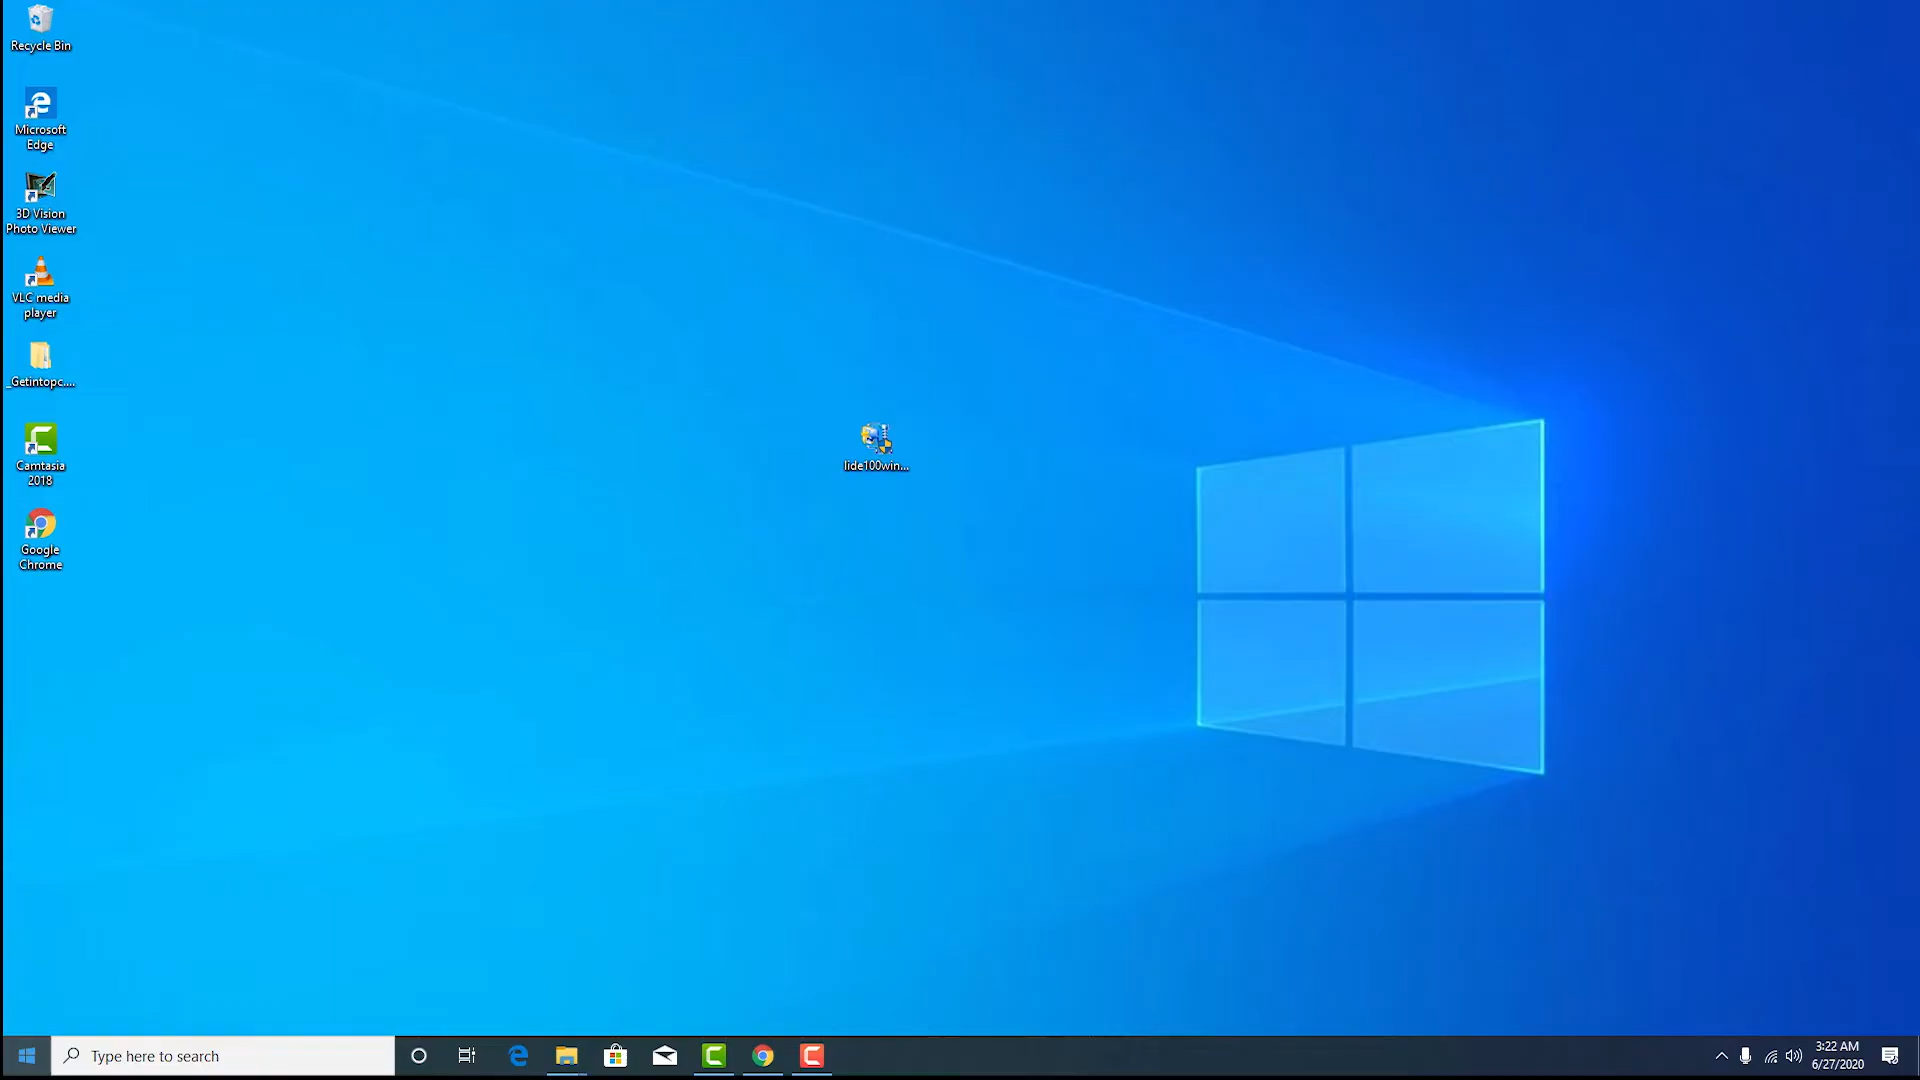 Recycle Bin
Microsoft
Edge
3D Vision
Photo Viewer
VLC media
player
_Getintopc....
Camtasia
2018
Google
Chrome
lide100win...
Type here to search
3:22 AM
6/27/2020